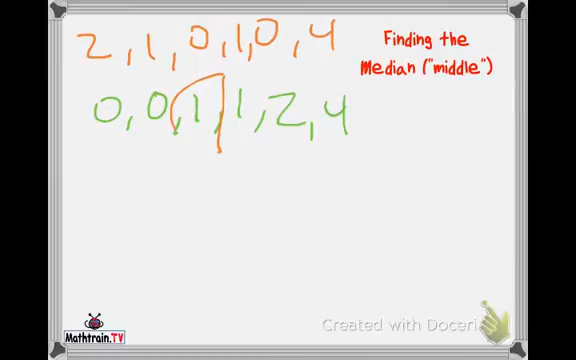 2, 1, 0, 1, 0, 4
Finding the
Median ("middle")
0, 0, 1, 1, 2, 4
Created with Doceri
Mathtrain.TV